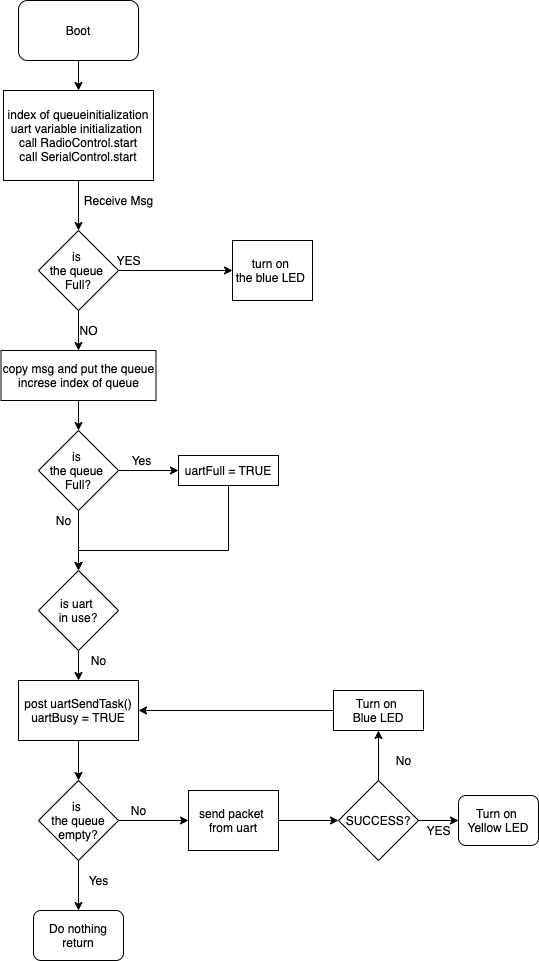 Boot
index of queueinitialization
uart variable initialization
call RadioControl.start
call SerialControl.start
Receive Msg
is
the queue
Full?
YES
turn on
the blue LED
NO
copy msg and put the queue
increse index of queue
is
the queue
Full?
Yes
uartFull = TRUE
No
is uart
in use?
No
post uartSendTask()
uartBusy = TRUE
Turn on
Blue LED
No
is
the queue
empty?
No
send packet
from uart
SUCCESS?
YES
Turn on
Yellow LED
Yes
Do nothing
return